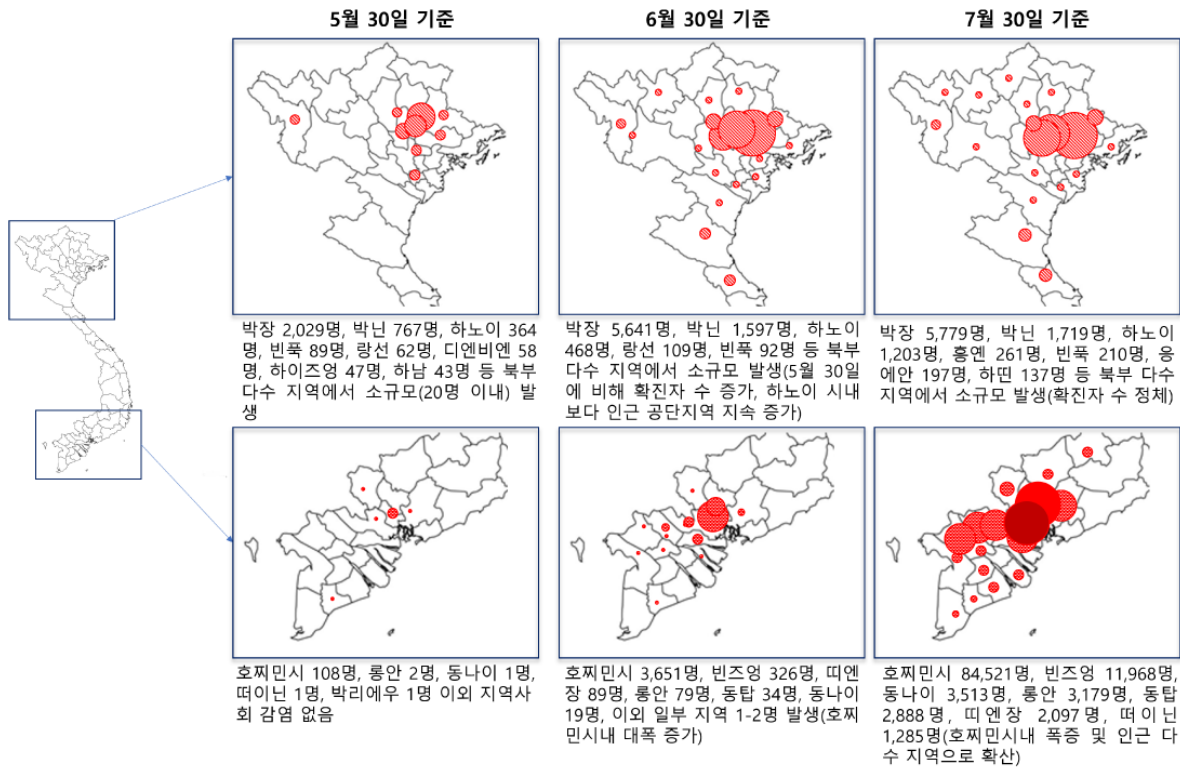 5월 30일 기준
6월 30일 기준
7월 30일 기준
박장 2,029명, 박닌 767명, 하노이 364
명, 빈푹 89명, 랑선 62명, 디엔비엔 58
명, 하이즈엉 47명, 하남 43명 등 북부
다수 지역에서 소규모(20명 이내) 발
생
박장 5,641명, 박닌 1,597명, 하노이
468명, 랑선 109명, 빈푹 92명 등 북부
다수 지역에서 소규모 발생(5월 30일
에 비해 확진자 수 증가, 하노이 시내
보다 인근 공단지역 지속 증가)
박장 5,779명, 박닌 1,719명, 하노이
1,203명, 흥옌 261명, 빈푹 210명, 응
에안 197명, 하띤 137명 등 북부 다수
지역에서 소규모 발생(확진자 수 정체)
호찌민시 108명, 롱안 2명, 동나이 1명,
떠이닌 1명, 박리에우 1명 이외 지역사
회 감염 없음
호찌민시 3,651명, 빈즈엉 326명, 띠엔
장 89명, 롱안 79명, 동탑 34명, 동나이
19명, 이외 일부 지역 1-2명 발생(호찌
민시내 대폭 증가)
호찌민시 84,521명, 빈즈엉 11,968명,
동나이 3,513명, 롱안 3,179명, 동탑
2,888명, 띠엔장 2,097명, 떠이닌
1,285명(호찌민시내 폭증 및 인근 다
수 지역으로 확산)